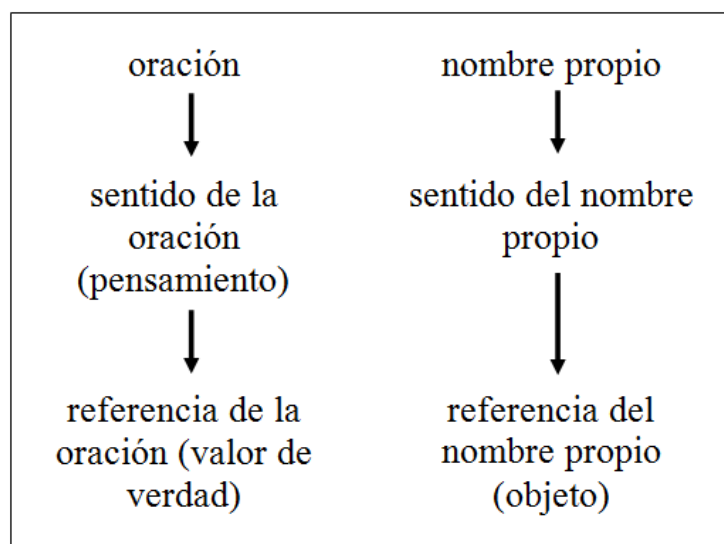 oración
sentido de la
oración
(pensamiento)
referencia de la
oración (valor de
verdad)
nombre propio
sentido del nombre
propio
referencia del
nombre propio
(objeto)